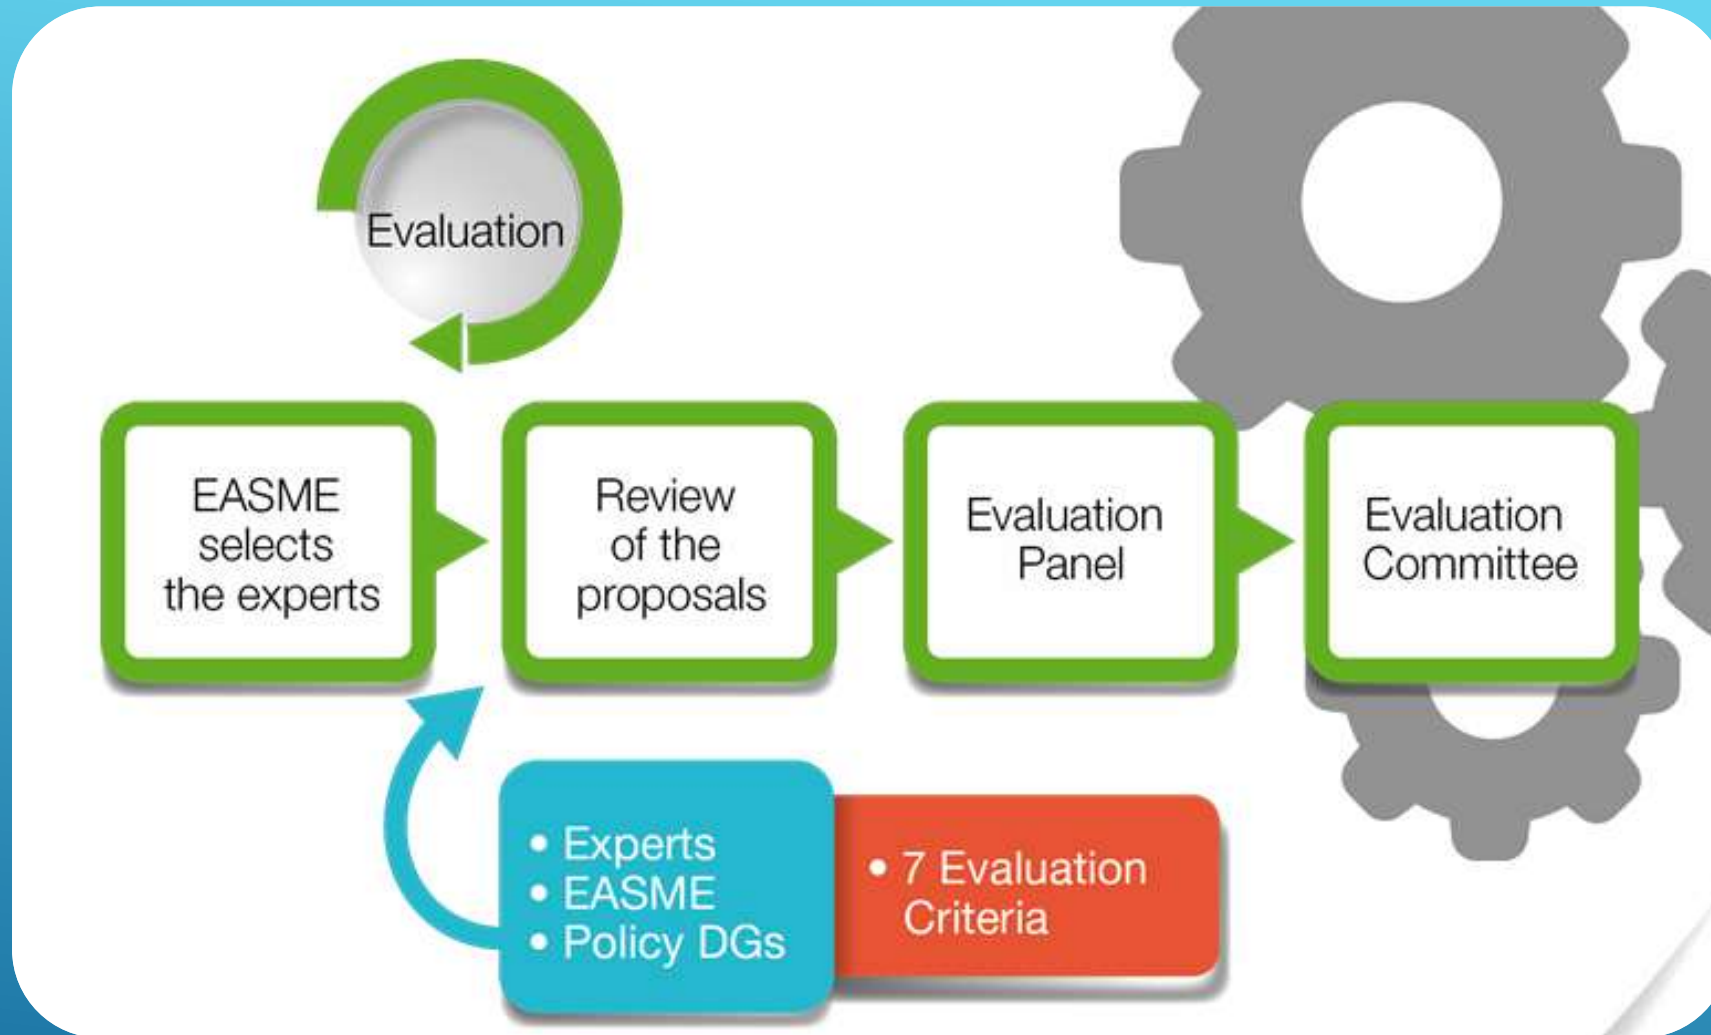 Evaluation
EASME
selects
the experts
Review
of the
proposals
Evaluation
Panel
Evaluation
Committee
• Experts
• EASME
• Policy DGs
• 7 Evaluation
Criteria